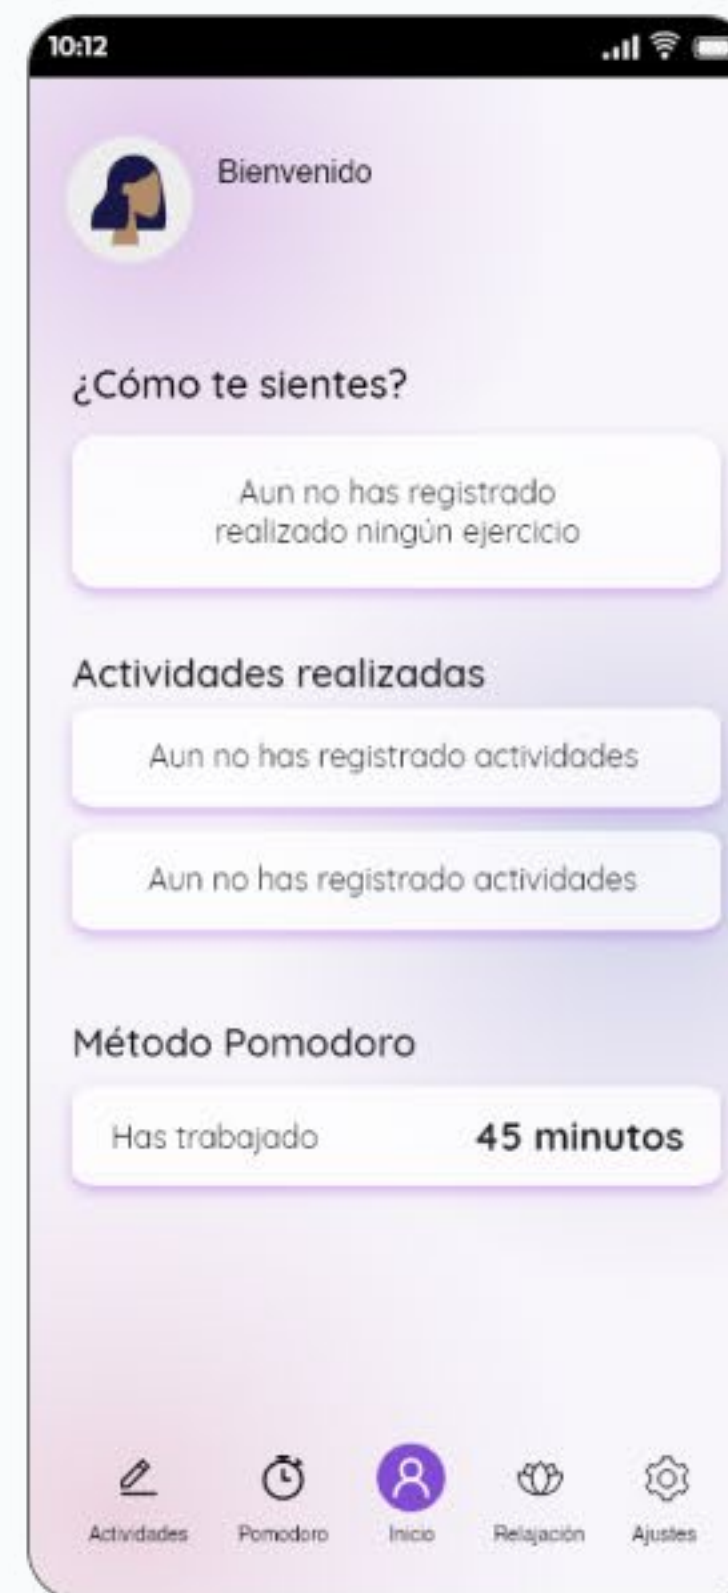 10:12
Bienvenido
¿Cómo te sientes?
Aun no has registrado
realizado ningún ejercicio
Actividades realizadas
Aun no has registrado actividades
Aun no has registrado actividades
Método Pomodoro
Has trabajado 45 minutos
Actividades Pomodoro Inicio Relajación Ajustes